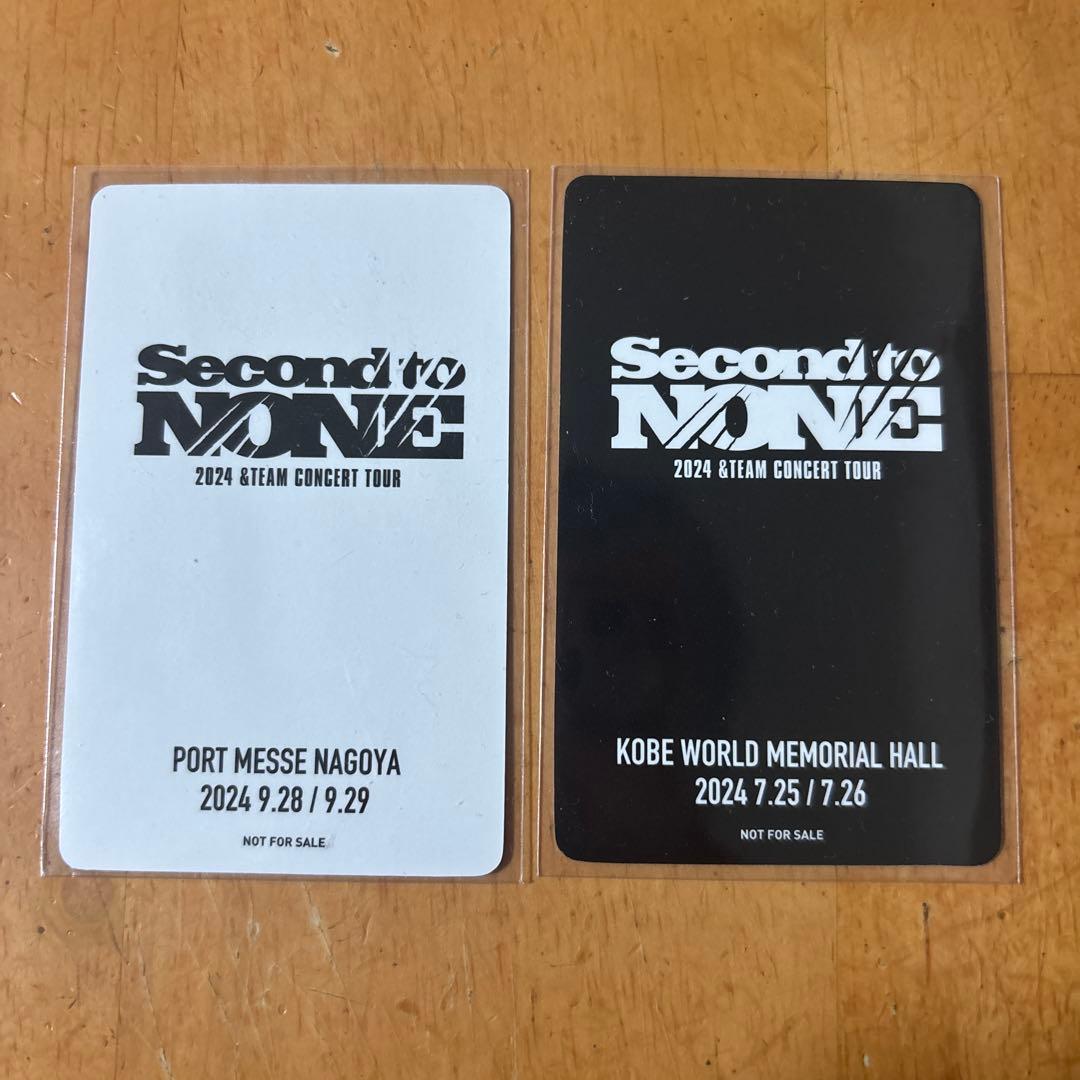 Second to
NONE
2024 &TEAM CONCERT TOUR
PORT MESSE NAGOYA
2024 9.28 / 9.29
NOT FOR SALE
Second to
NONE
2024 &TEAM CONCERT TOUR
KOBE WORLD MEMORIAL HALL
2024 7.25 / 7.26
NOT FOR SALE